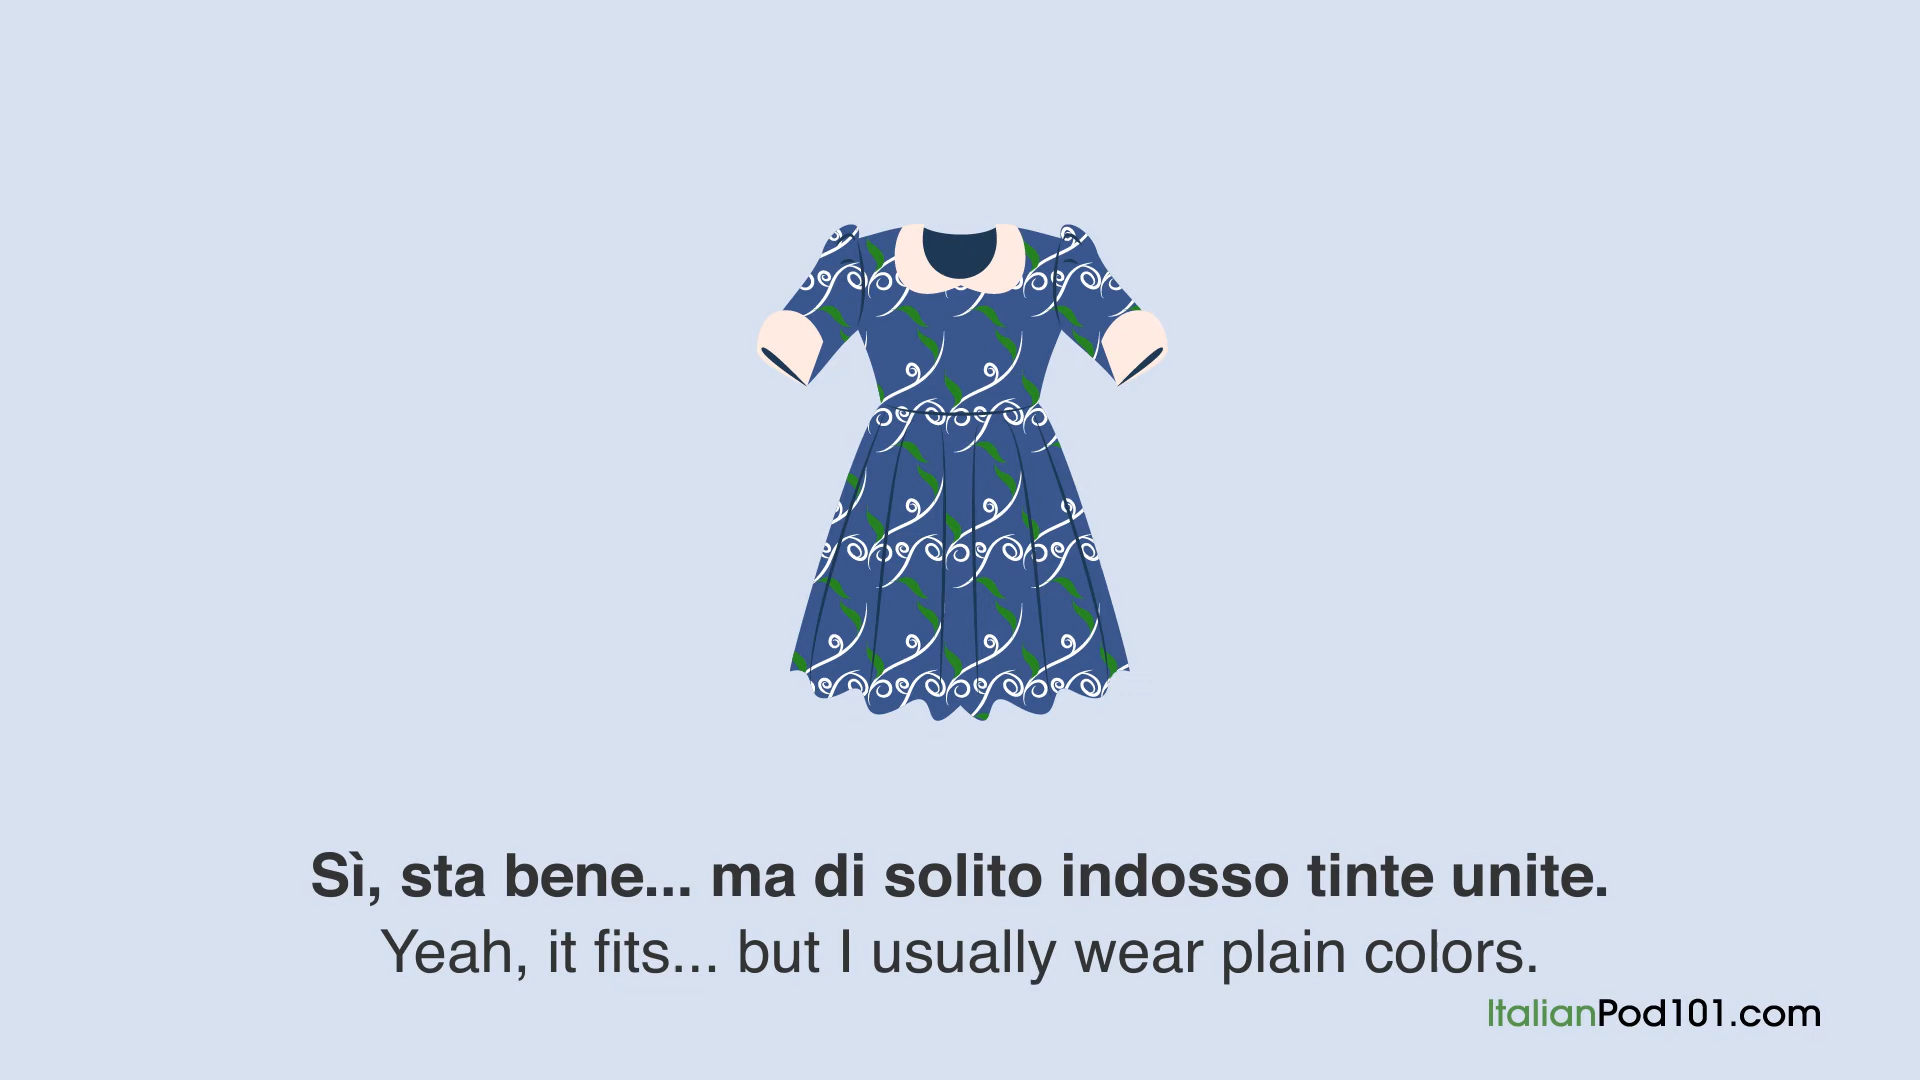 Sì, sta bene... ma di solito indosso tinte unite.
Yeah, it fits... but I usually wear plain colors.
ItalianPod101.com